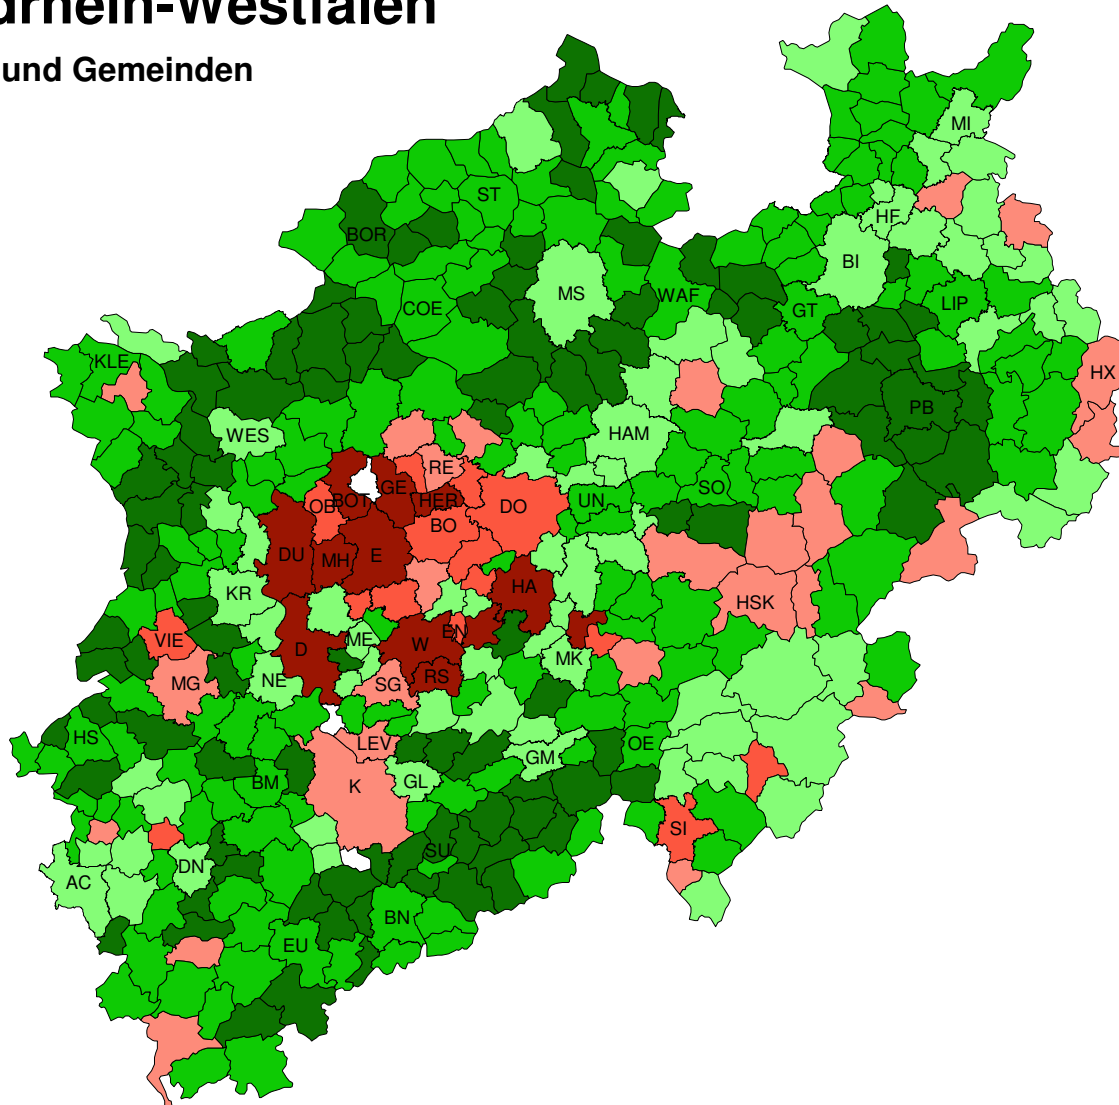 drhein-Westfalen
und Gemeinden
MI
ST
HF
BOR
BI
MS
WAF
COE
GT
LIP
KLE
HX
PB
WES
HAM
RE
GE
SO
BOT
HER
UN
OB
DO
BO
DU
MH
E
HA
KR
HSK
EN
VIE
ME
W
D
MK
RS
MG
NE
SG
HS
LEV
OE
GM
BM
K
GL
SI
SU
DN
AC
BN
EU